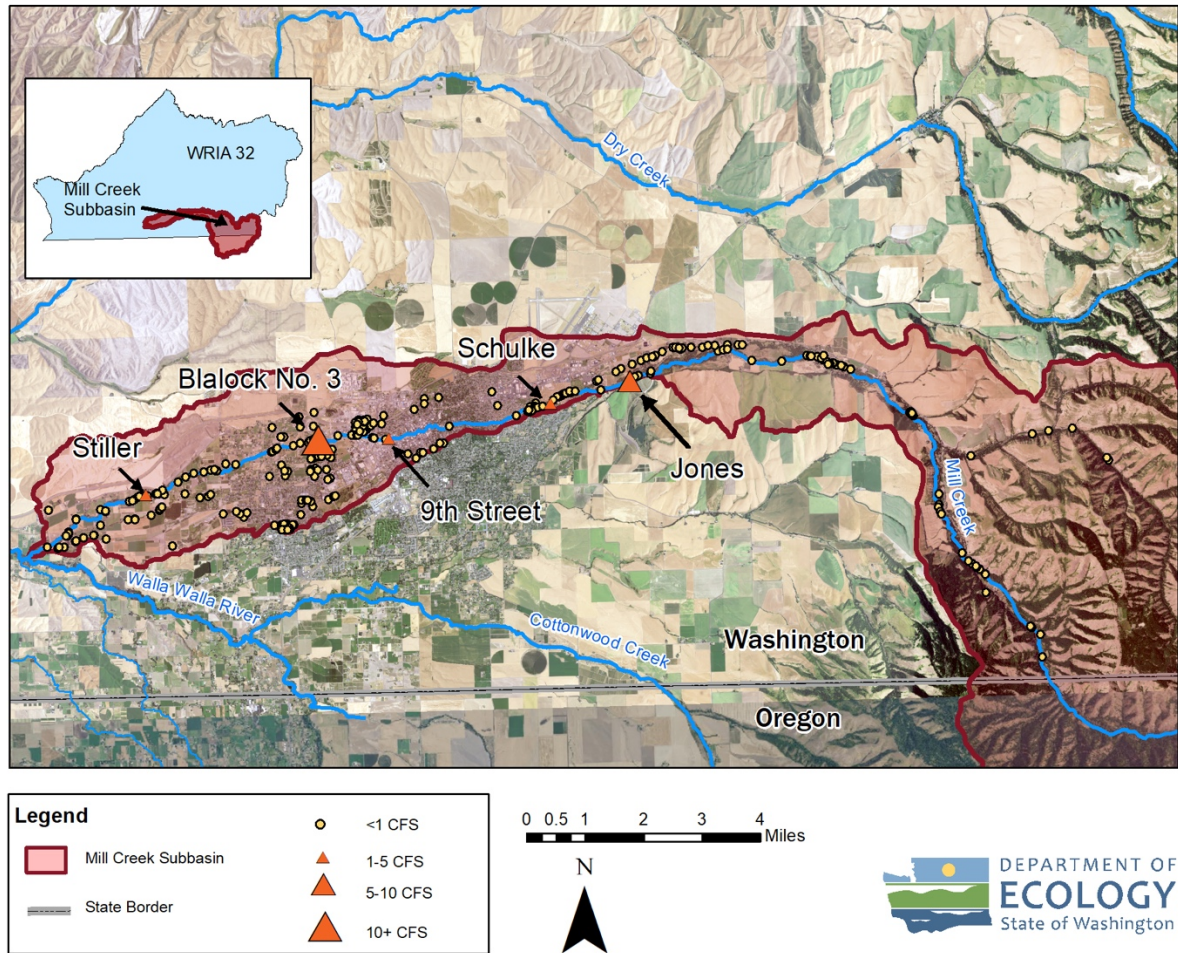 WRIA 32
Mill Creek
Subbasin
Dry Creek
Schulke
Blalock No. 3
Stiller
Jones
9th Street
Mill Creek
Walla Walla River
Cottonwood Creek
Washington
Oregon
Legend
Mill Creek Subbasin
State Border
<1 CFS
1-5 CFS
5-10 CFS
10+ CFS
0 0.5 1 2 3 4
Miles
N
DEPARTMENT OF
ECOLOGY
State of Washington